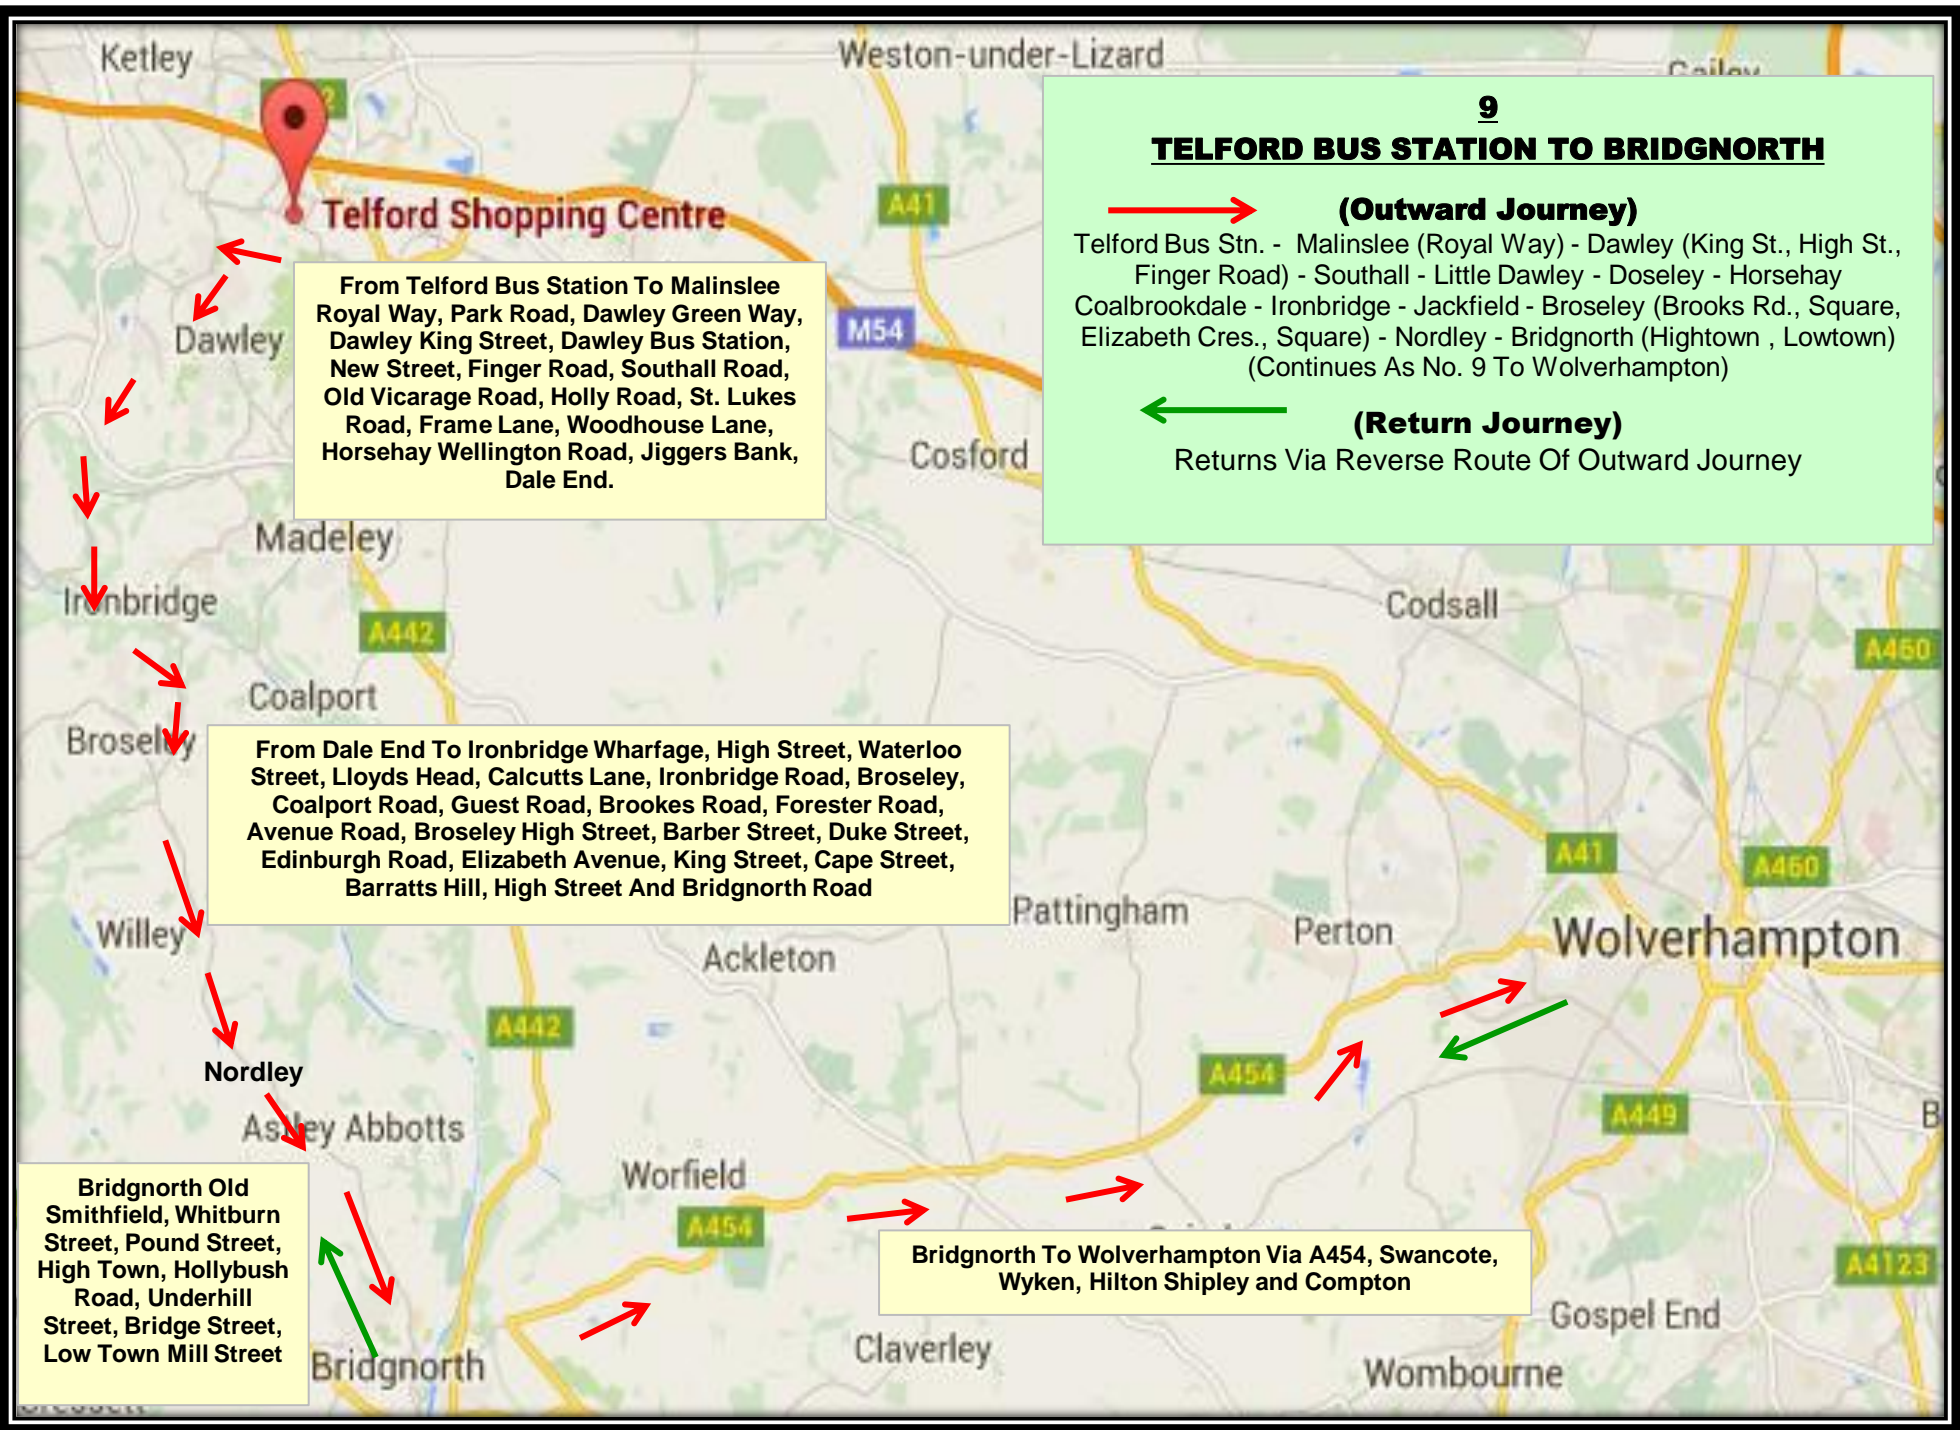 Ketley
Weston-under-Lizard
Gailey
9
TELFORD BUS STATION TO BRIDGNORTH
(Outward Journey)
Telford Bus Stn. - Malinslee (Royal Way) - Dawley (King St., High St.,
Finger Road) - Southall - Little Dawley - Doseley - Horsehay
Coalbrookdale - Ironbridge - Jackfield - Broseley (Brooks Rd., Square,
Elizabeth Cres., Square) - Nordley - Bridgnorth (Hightown , Lowtown)
(Continues As No. 9 To Wolverhampton)
(Return Journey)
Returns Via Reverse Route Of Outward Journey
Telford Shopping Centre
A41
M54
From Telford Bus Station To Malinslee
Royal Way, Park Road, Dawley Green Way,
Dawley King Street, Dawley Bus Station,
New Street, Finger Road, Southall Road,
Old Vicarage Road, Holly Road, St. Lukes
Road, Frame Lane, Woodhouse Lane,
Horsehay Wellington Road, Jiggers Bank,
Dale End.
Dawley
Cosford
Madeley
Ironbridge
A442
Codsall
A460
Coalport
Broseley
From Dale End To Ironbridge Wharfage, High Street, Waterloo
Street, Lloyds Head, Calcutts Lane, Ironbridge Road, Broseley,
Coalport Road, Guest Road, Brookes Road, Forester Road,
Avenue Road, Broseley High Street, Barber Street, Duke Street,
Edinburgh Road, Elizabeth Avenue, King Street, Cape Street,
Barratts Hill, High Street And Bridgnorth Road
A41
A460
Willey
Ackleton
Pattingham
Perton
Wolverhampton
A442
Nordley
A454
A449
B
Astley Abbotts
Worfield
A454
Bridgnorth Old
Smithfield, Whitburn
Street, Pound Street,
High Town, Hollybush
Road, Underhill
Street, Bridge Street,
Low Town Mill Street
Bridgnorth To Wolverhampton Via A454, Swancote,
Wyken, Hilton Shipley and Compton
A4123
Gospel End
Claverley
Bridgnorth
Wombourne